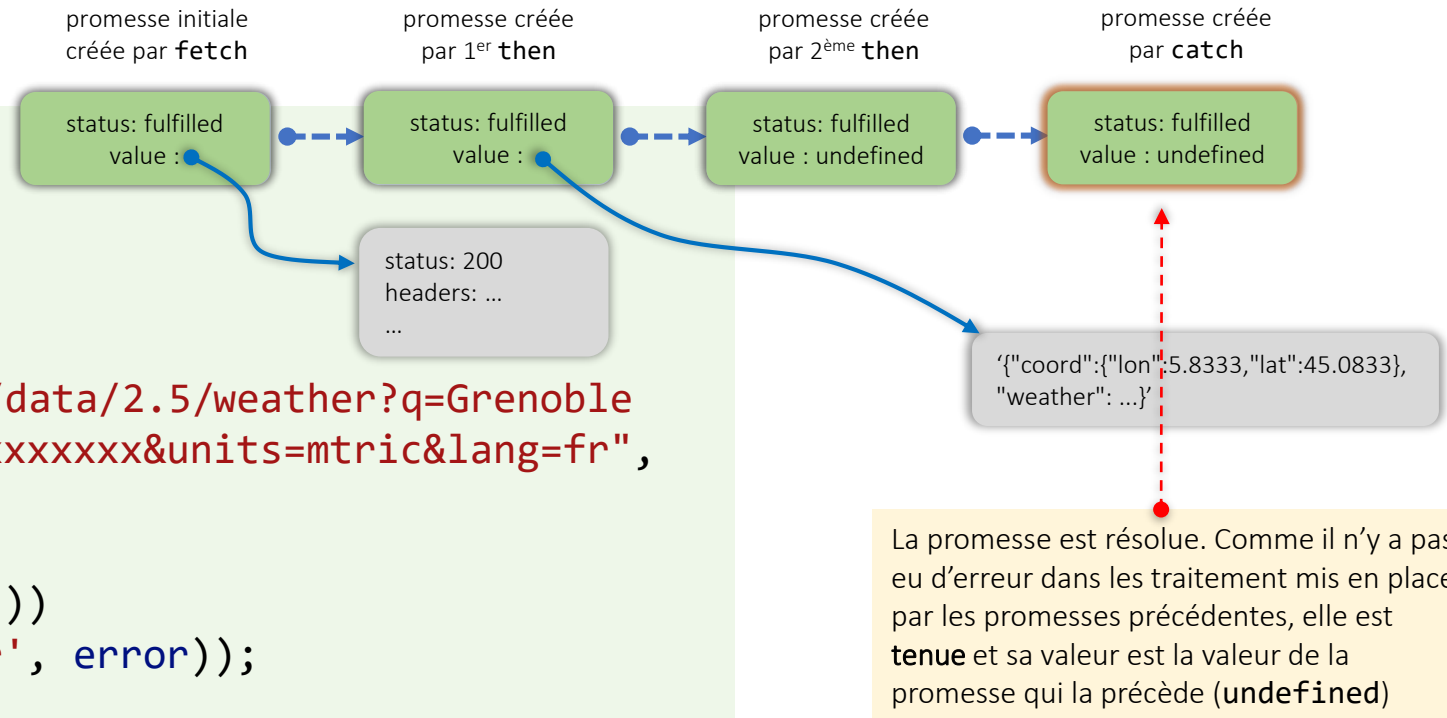 promesse initiale
créée par fetch
promesse créée
par 1er then
promesse créée
par 2ème then
promesse créée
par catch
status: fulfilled
value :
status: fulfilled
value :
status: fulfilled
value : undefined
status: fulfilled
value : undefined
status: 200
headers: ...
...
‘{"coord":{"lon":5.8333,"lat":45.0833},
"weather": ...}’
/data/2.5/weather?q=Grenoble
xxxxxxx&units=mtric&lang=fr",
))
', error));
La promesse est résolue. Comme il n’y a pas
eu d’erreur dans les traitement mis en place
par les promesses précédentes, elle est
tenue et sa valeur est la valeur de la
promesse qui la précède (undefined)